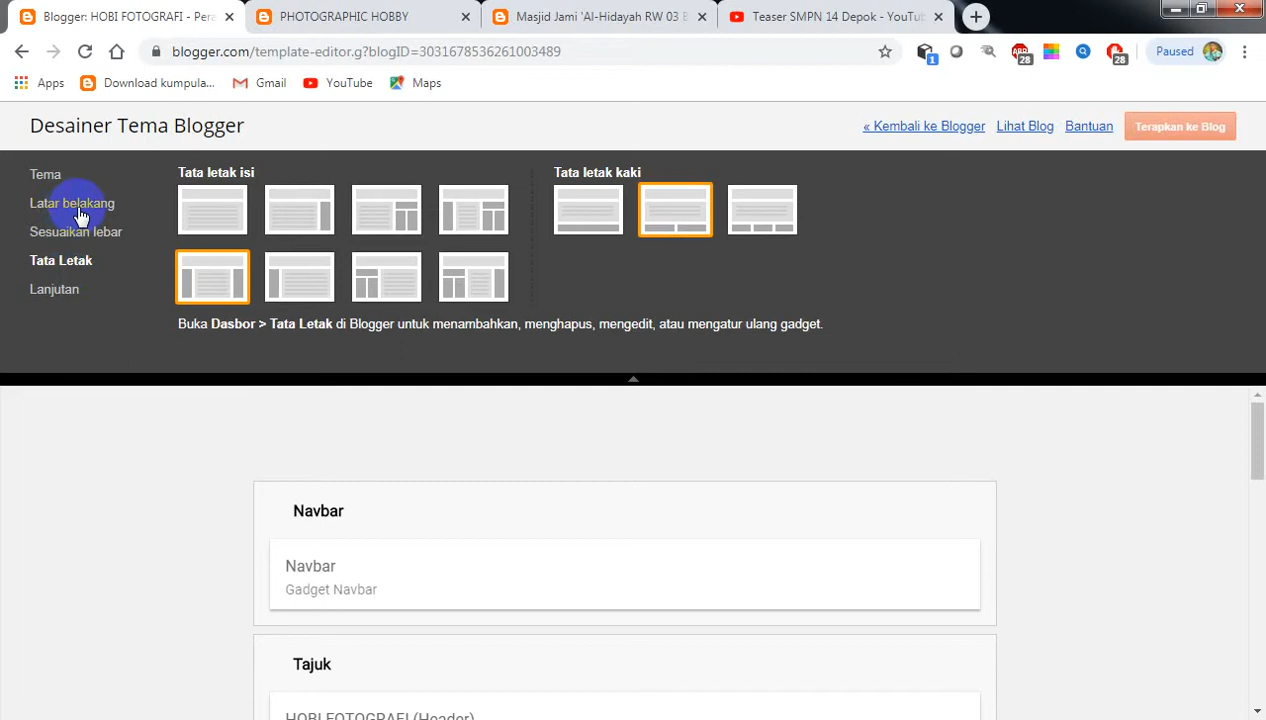 Blogger: HOBI FOTOGRAFI - Pera
PHOTOGRAPHIC HOBBY
Masjid Jami 'Al-Hidayah RW 03 B
Teaser SMPN 14 Depok - YouTu
blogger.com/template-editor.g?blogID=3031678536261003489
1
28
28
Paused
Apps
Download kumpula...
Gmail
YouTube
Maps
Desainer Tema Blogger
« Kembali ke Blogger
Lihat Blog
Bantuan
Terapkan ke Blog
Tema
Latar belakang
Sesuaikan lebar
Tata Letak
Lanjutan
Tata letak isi
Tata letak kaki
Buka Dasbor > Tata Letak di Blogger untuk menambahkan, menghapus, mengedit, atau mengatur ulang gadget.
Navbar
Navbar
Gadget Navbar
Tajuk
HOBI FOTOGRAFI (Header)